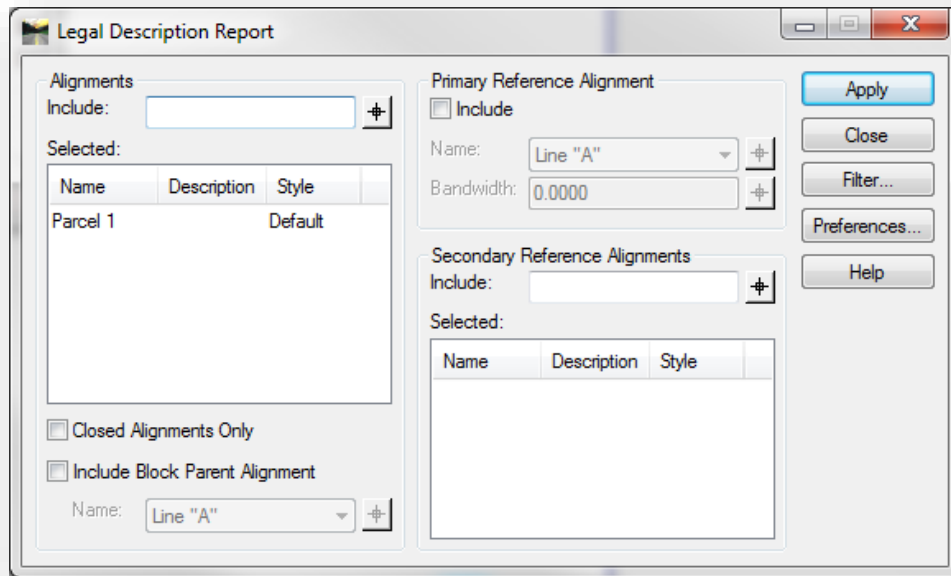 Legal Description Report
Alignments
Include:
Selected:
Name Description Style
Parcel 1 Default
Closed Alignments Only
Include Block Parent Alignment
Name: Line "A"
Primary Reference Alignment
Include
Name: Line "A"
Bandwidth: 0.0000
Secondary Reference Alignments
Include:
Selected:
Name Description Style
Apply
Close
Filter...
Preferences...
Help